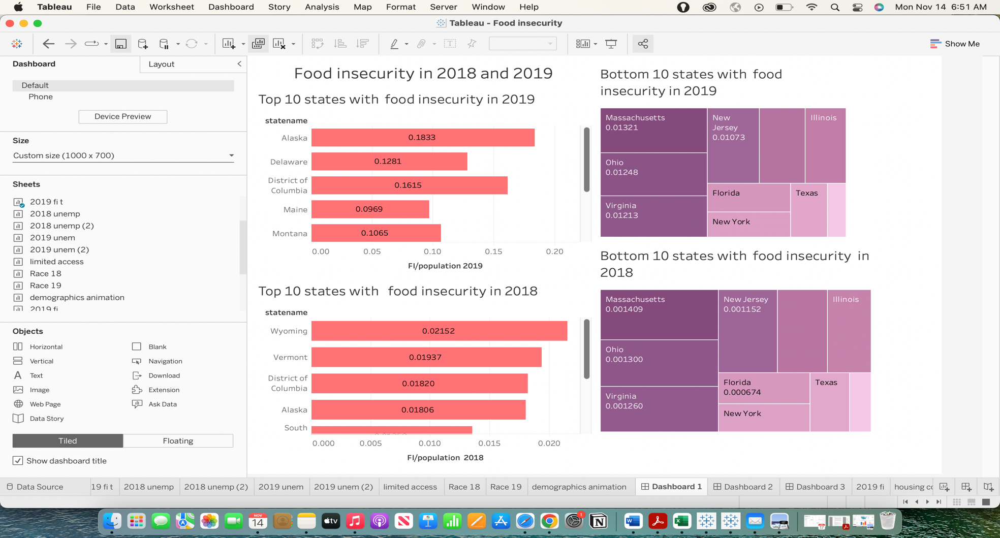 Tableau File Data Worksheet Dashboard Story Analysis Map Format Server Window Help Mon Nov 14 6:51 AM
Tableau - Food insecurity
Show Me
Dashboard Layout
Default
Phone
Device Preview
Size
Custom size (1000 x 700)
Sheets
2019 fi t
2018 unemp
2018 unemp (2)
2019 unem
2019 unem (2)
limited access
Race 18
Race 19
demographics animation
2019 fi
Objects
Horizontal Blank
Vertical Navigation
Text Download
Image Extension
Web Page Ask Data
Data Story
Tiled Floating
Show dashboard title
Food insecurity in 2018 and 2019
Top 10 states with food insecurity in 2019
statename
Alaska 0.1833
Delaware 0.1281
District of
Columbia 0.1615
Maine 0.0969
Montana 0.1065
0.00 0.05 0.10 0.15 0.20
FI/population 2019
Top 10 states with food insecurity in 2018
statename
Wyoming 0.02152
Vermont 0.01937
District of
Columbia 0.01820
Alaska 0.01806
South
0.000 0.005 0.010 0.015 0.020
FI/population 2018
Bottom 10 states with food
insecurity in 2019
Massachusetts
0.01321
Ohio
0.01248
Virginia
0.01213
New
Jersey
0.01073
Illinois
Florida
New York
Texas
Bottom 10 states with food insecurity in
2018
Massachusetts
0.001409
Ohio
0.001300
Virginia
0.001260
New Jersey
0.001152
Illinois
Florida
0.000674
New York
Texas
Data Source 19 fi t 2018 unemp 2018 unemp (2) 2019 unem 2019 unem (2) limited access Race 18 Race 19 demographics animation Dashboard 1 Dashboard 2 Dashboard 3 2019 fi housing co
NOV
14
tv
1
W
X
17